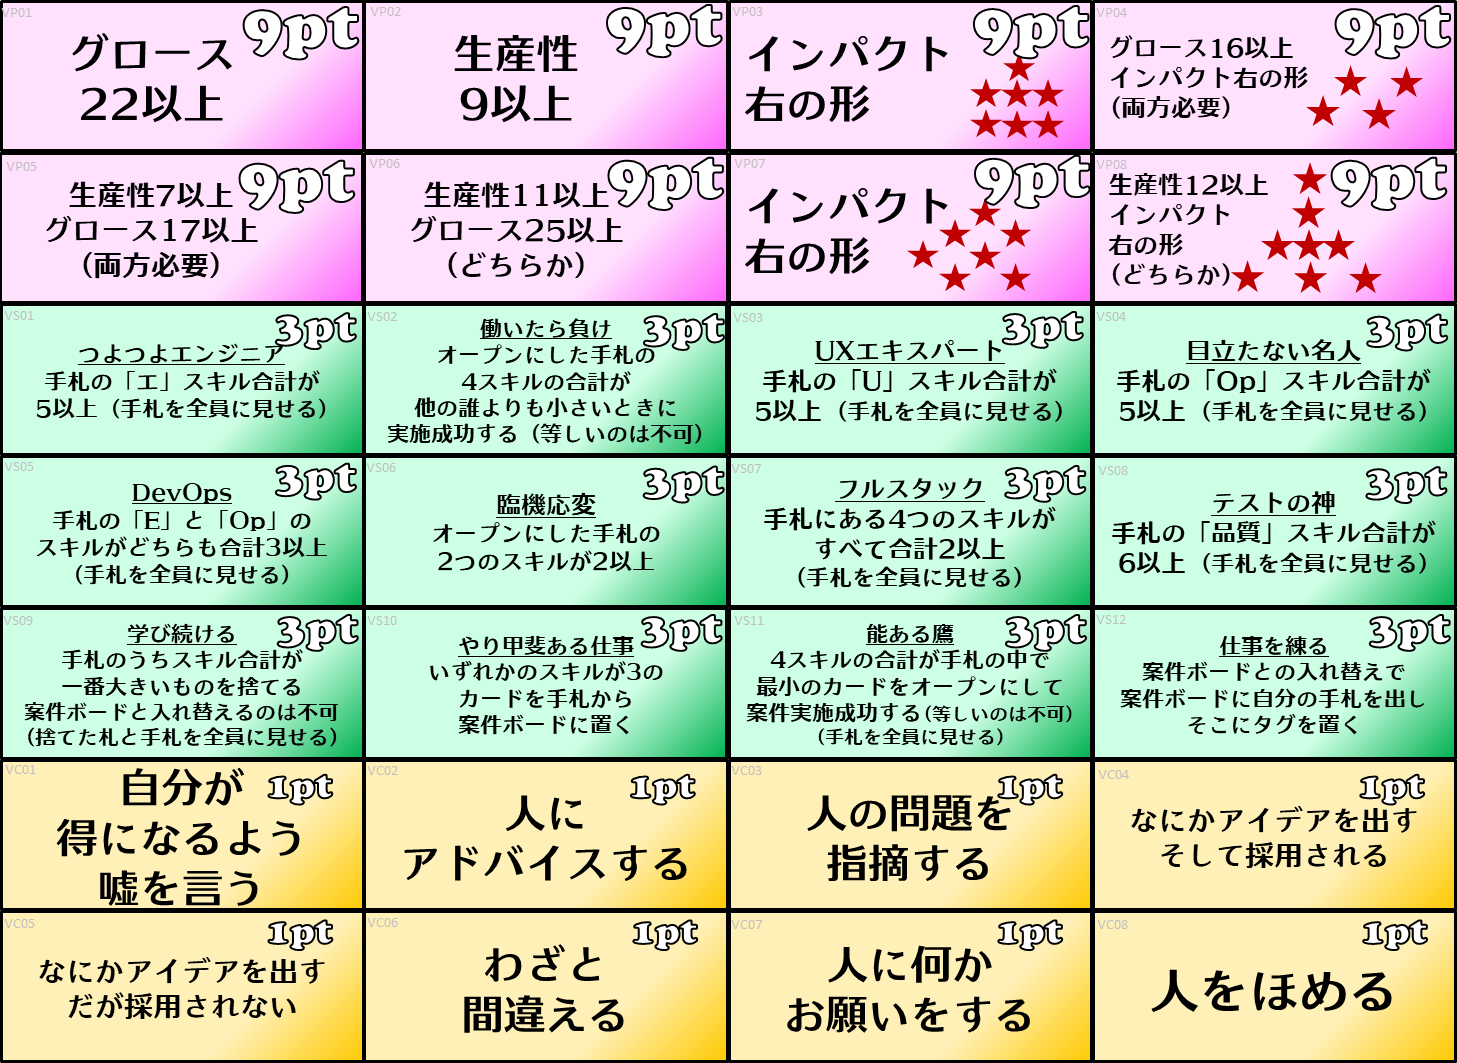 VP01
9pt
グロース
22以上
VP02
9pt
生産性
9以上
VP03
9pt
インパクト
右の形
VP04
9pt
グロース16以上
インパクト右の形
(両方必要)
VP05
9pt
生産性7以上
グロース17以上
(両方必要)
VP06
9pt
生産性11以上
グロース25以上
(どちらか)
VP07
9pt
インパクト
右の形
VP08
9pt
生産性12以上
インパクト
右の形
(どちらか)
VS01
3pt
つよつよエンジニア
手札の「エ」スキル合計が
5以上(手札を全員に見せる)
VS02
3pt
働いたら負け
オープンにした手札の
4スキルの合計が
他の誰よりも小さいときに
実施成功する(等しいのは不可)
VS03
3pt
UXエキスパート
手札の「U」スキル合計が
5以上(手札を全員に見せる)
VS04
3pt
目立たない名人
手札の「Op」スキル合計が
5以上(手札を全員に見せる)
VS05
3pt
DevOps
手札の「E」と「Op」の
スキルがどちらも合計3以上
(手札を全員に見せる)
VS06
3pt
臨機応変
オープンにした手札の
2つのスキルが2以上
VS07
3pt
フルスタック
手札にある4つのスキルが
すべて合計2以上
(手札を全員に見せる)
VS08
3pt
テストの神
手札の「品質」スキル合計が
6以上(手札を全員に見せる)
VS09
3pt
学び続ける
手札のうちスキル合計が
一番大きいものを捨てる
案件ボードと入れ替えるのは不可
(捨てた札と手札を全員に見せる)
VS10
3pt
やり甲斐ある仕事
いずれかのスキルが3の
カードを手札から
案件ボードに置く
VS11
3pt
能ある鷹
4スキルの合計が手札の中で
最小のカードをオープンにして
案件実施成功する(等しいのは不可)
(手札を全員に見せる)
VS12
3pt
仕事を練る
案件ボードとの入れ替えで
案件ボードに自分の手札を出し
そこにタグを置く
VC01
1pt
自分が
得になるよう
嘘を言う
VC02
1pt
人に
アドバイスする
VC03
1pt
人の問題を
指摘する
VC04
1pt
なにかアイデアを出す
そして採用される
VC05
1pt
なにかアイデアを出す
だが採用されない
VC06
1pt
わざと
間違える
VC07
1pt
人に何か
お願いをする
VC08
1pt
人をほめる